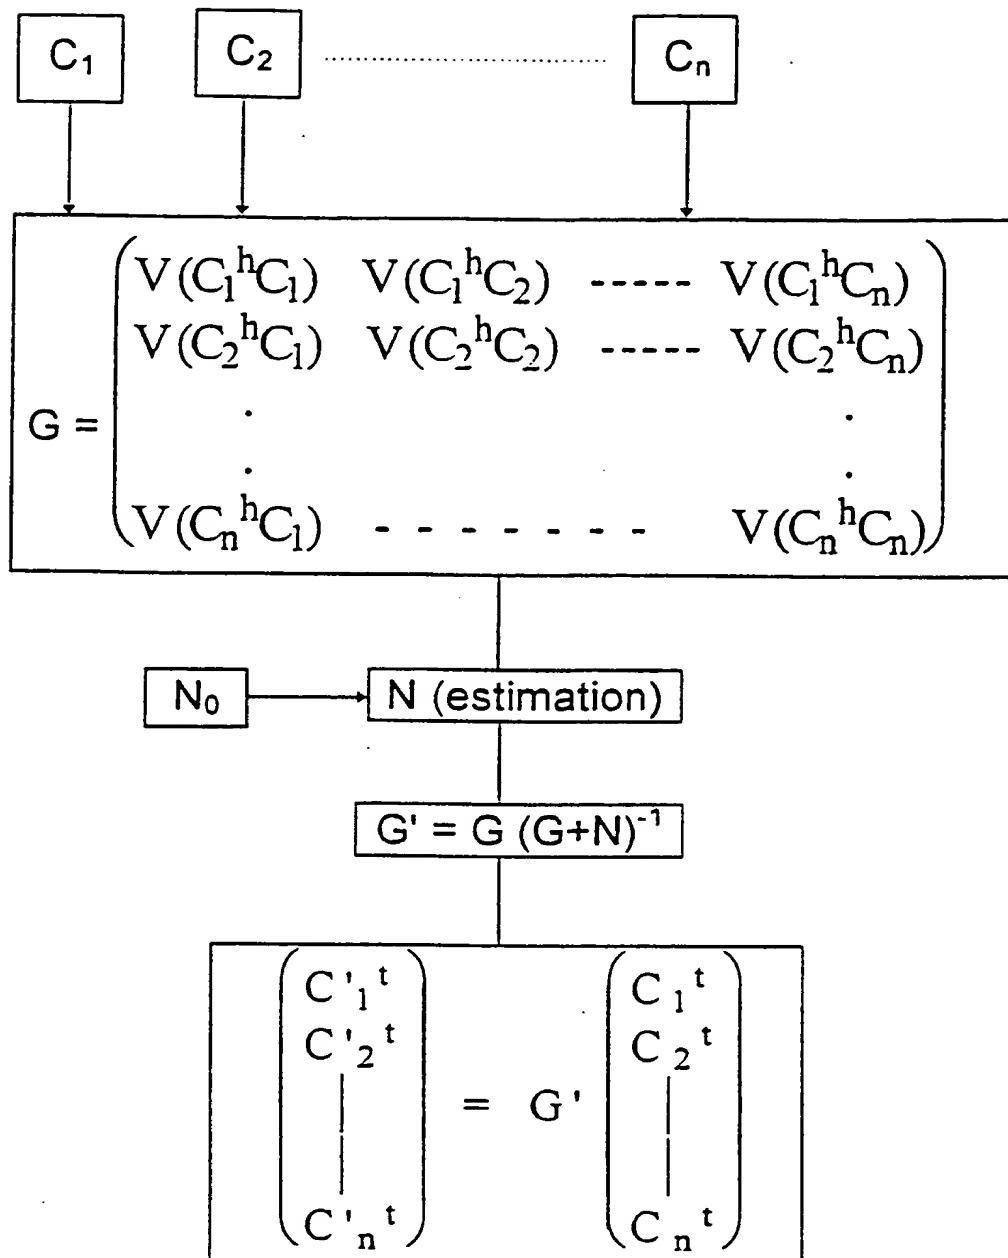 C₁ C₂ ........................ Cₙ
V(C₁ʰC₁) V(C₁ʰC₂) ----- V(C₁ʰCₙ)
V(C₂ʰC₁) V(C₂ʰC₂) ----- V(C₂ʰCₙ)
G =
. .
. .
V(CₙʰC₁) - - - - - - - V(CₙʰCₙ)
N₀ N (estimation)
G' = G (G+N)⁻¹
C'₁ᵗ C₁ᵗ
C'₂ᵗ C₂ᵗ
= G'
C'ₙᵗ Cₙᵗ